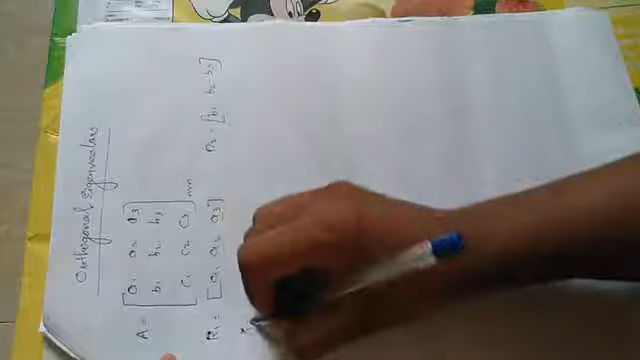 Orthogonal Eigenvectors
A = [a₁ a₂ a₃
b₁ b₂ b₃
c₁ c₂ c₃]ₙₓₙ
R₁ = [a₁ a₂ a₃] r₂ = [b₁ b₂ b₃]